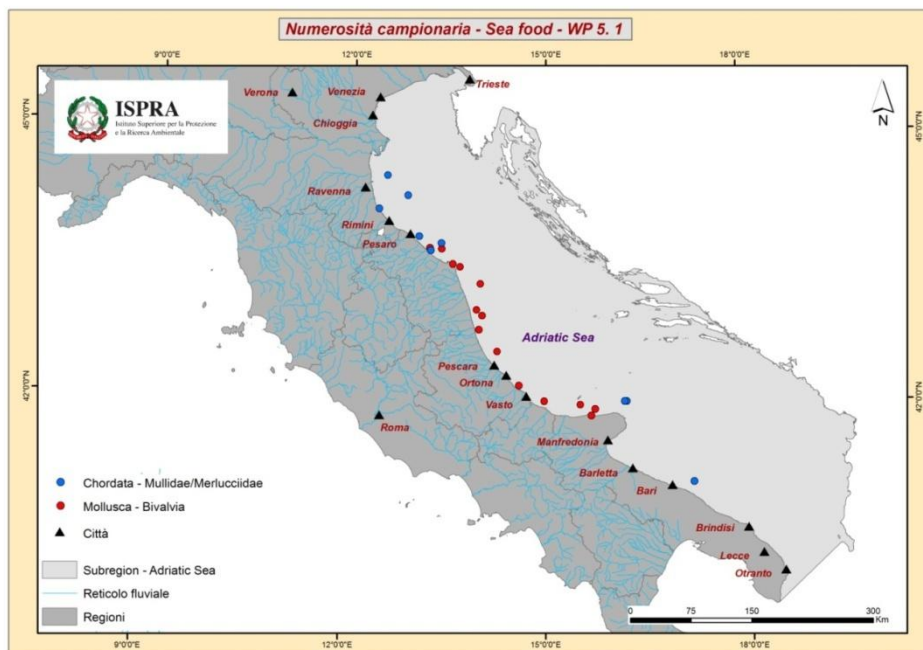 Numerosità campionaria - Sea food - WP 5. 1
9°0'0"E
12°0'0"E
15°0'0"E
18°0'0"E
ISPRA
Istituto Superiore per la Protezione
e la Ricerca Ambientale
45°0'0"N
45°0'0"N
N
Verona
Venezia
Trieste
Chioggia
Ravenna
Rimini
Pesaro
Adriatic Sea
Pescara
Ortona
Vasto
42°0'0"N
42°0'0"N
Roma
Manfredonia
Barletta
Bari
Brindisi
Lecce
Otranto
Chordata - Mullidae/Merlucciidae
Mollusca - Bivalvia
Città
Subregion - Adriatic Sea
Reticolo fluviale
Regioni
0 75 150 300
Km
9°0'0"E
12°0'0"E
15°0'0"E
18°0'0"E